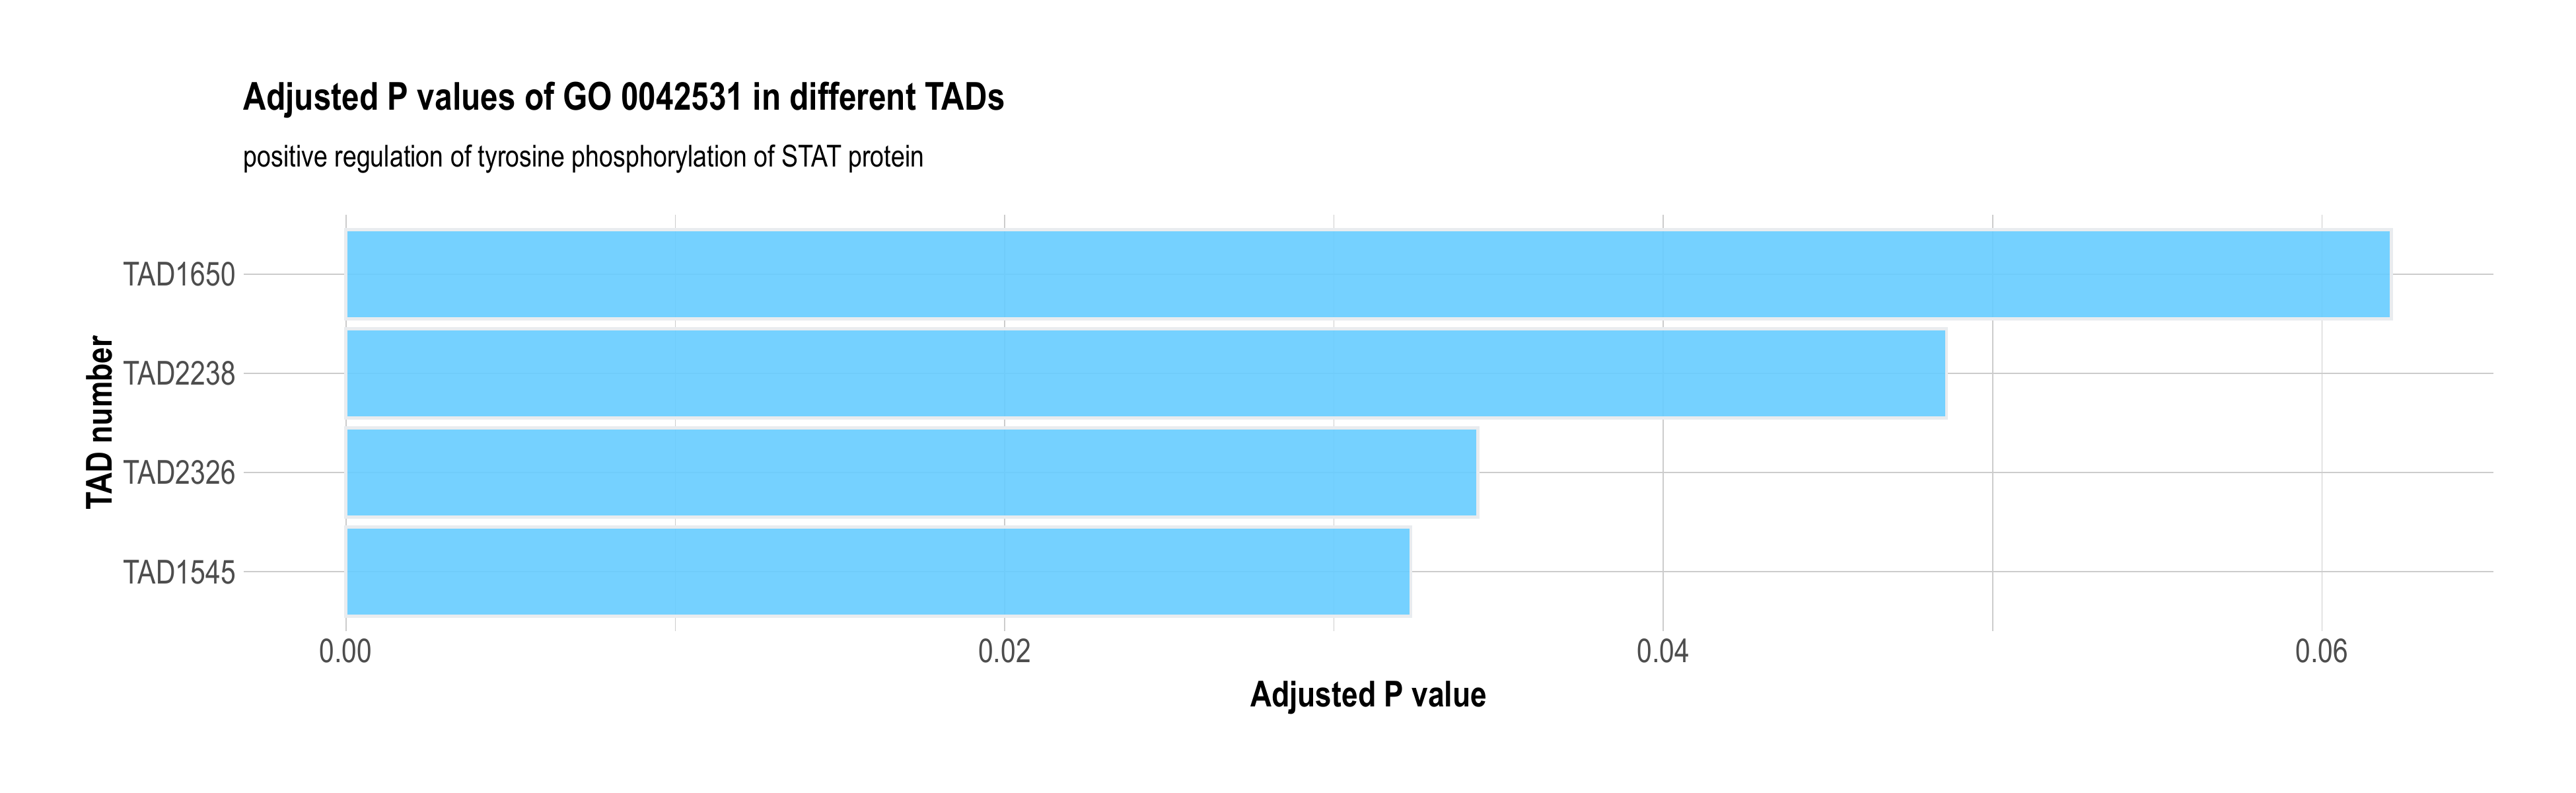 Adjusted P values of GO 0042531 in different TADs
positive regulation of tyrosine phosphorylation of STAT protein
TAD number
TAD1650
TAD2238
TAD2326
TAD1545
0.00 0.02 0.04 0.06
Adjusted P value